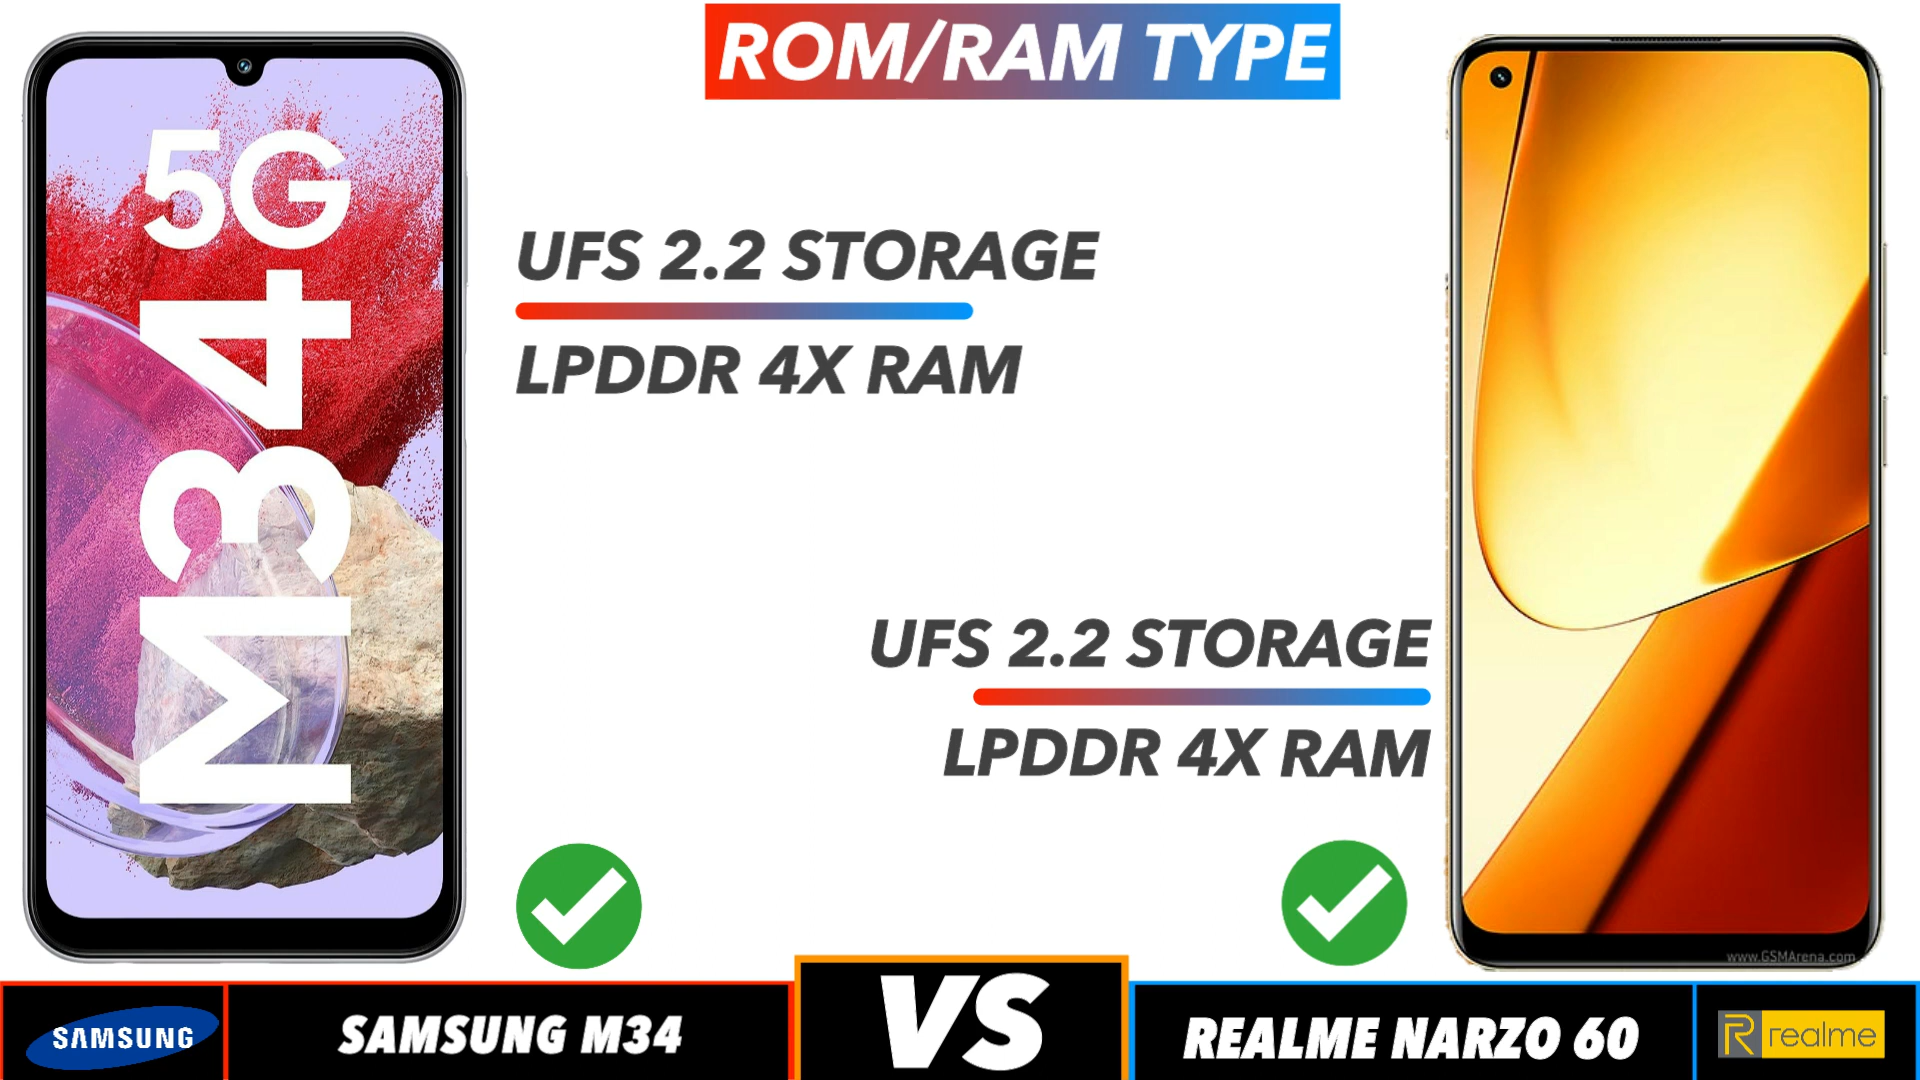 ROM/RAM TYPE
5G
M34
UFS 2.2 STORAGE
LPDDR 4X RAM
UFS 2.2 STORAGE
LPDDR 4X RAM
www.GSMArena.com
SAMSUNG
SAMSUNG M34
VS
REALME NARZO 60
R realme